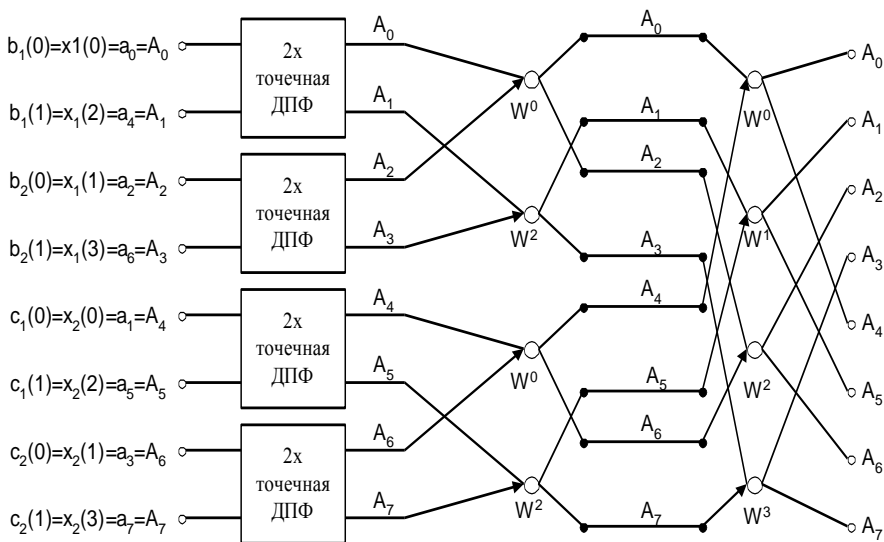 b₁(0)=x1(0)=a₀=A₀
b₁(1)=x₁(2)=a₄=A₁
b₂(0)=x₁(1)=a₂=A₂
b₂(1)=x₁(3)=a₆=A₃
c₁(0)=x₂(0)=a₁=A₄
c₁(1)=x₂(2)=a₅=A₅
c₂(0)=x₂(1)=a₃=A₆
c₂(1)=x₂(3)=a₇=A₇
2х
точечная
ДПФ
2х
точечная
ДПФ
2х
точечная
ДПФ
2х
точечная
ДПФ
A₀
A₁
A₂
A₃
A₄
A₅
A₆
A₇
W⁰
W²
W⁰
W²
A₀
A₁
A₂
A₃
A₄
A₅
A₆
A₇
W⁰
W¹
W²
W³
A₀
A₁
A₂
A₃
A₄
A₅
A₆
A₇